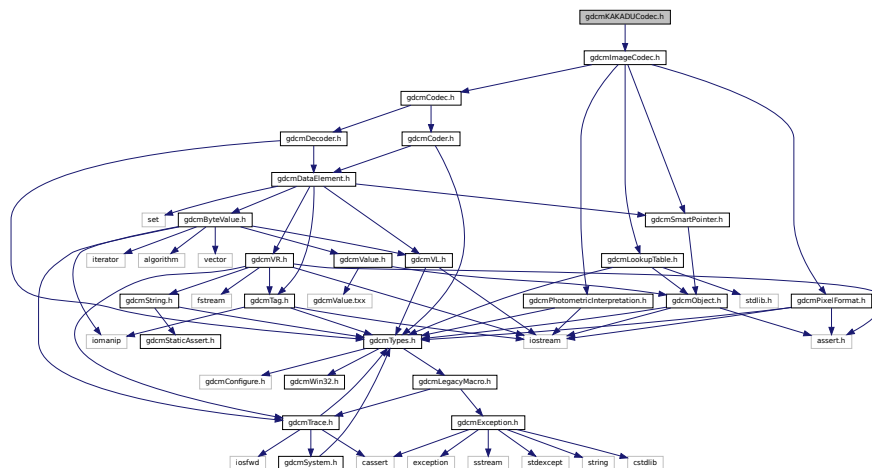 gdcmKAKADUCodec.h
gdcmImageCodec.h
gdcmCodec.h
gdcmDecoder.h
gdcmCoder.h
gdcmDataElement.h
set
gdcmByteValue.h
gdcmSmartPointer.h
iterator
algorithm
vector
gdcmVR.h
gdcmValue.h
gdcmVL.h
gdcmLookupTable.h
gdcmString.h
fstream
gdcmTag.h
gdcmValue.txx
gdcmPhotometricInterpretation.h
gdcmObject.h
stdlib.h
gdcmPixelFormat.h
iomanip
gdcmStaticAssert.h
gdcmTypes.h
iostream
assert.h
gdcmConfigure.h
gdcmWin32.h
gdcmLegacyMacro.h
gdcmTrace.h
gdcmException.h
iosfwd
gdcmSystem.h
cassert
exception
sstream
stdexcept
string
cstdlib